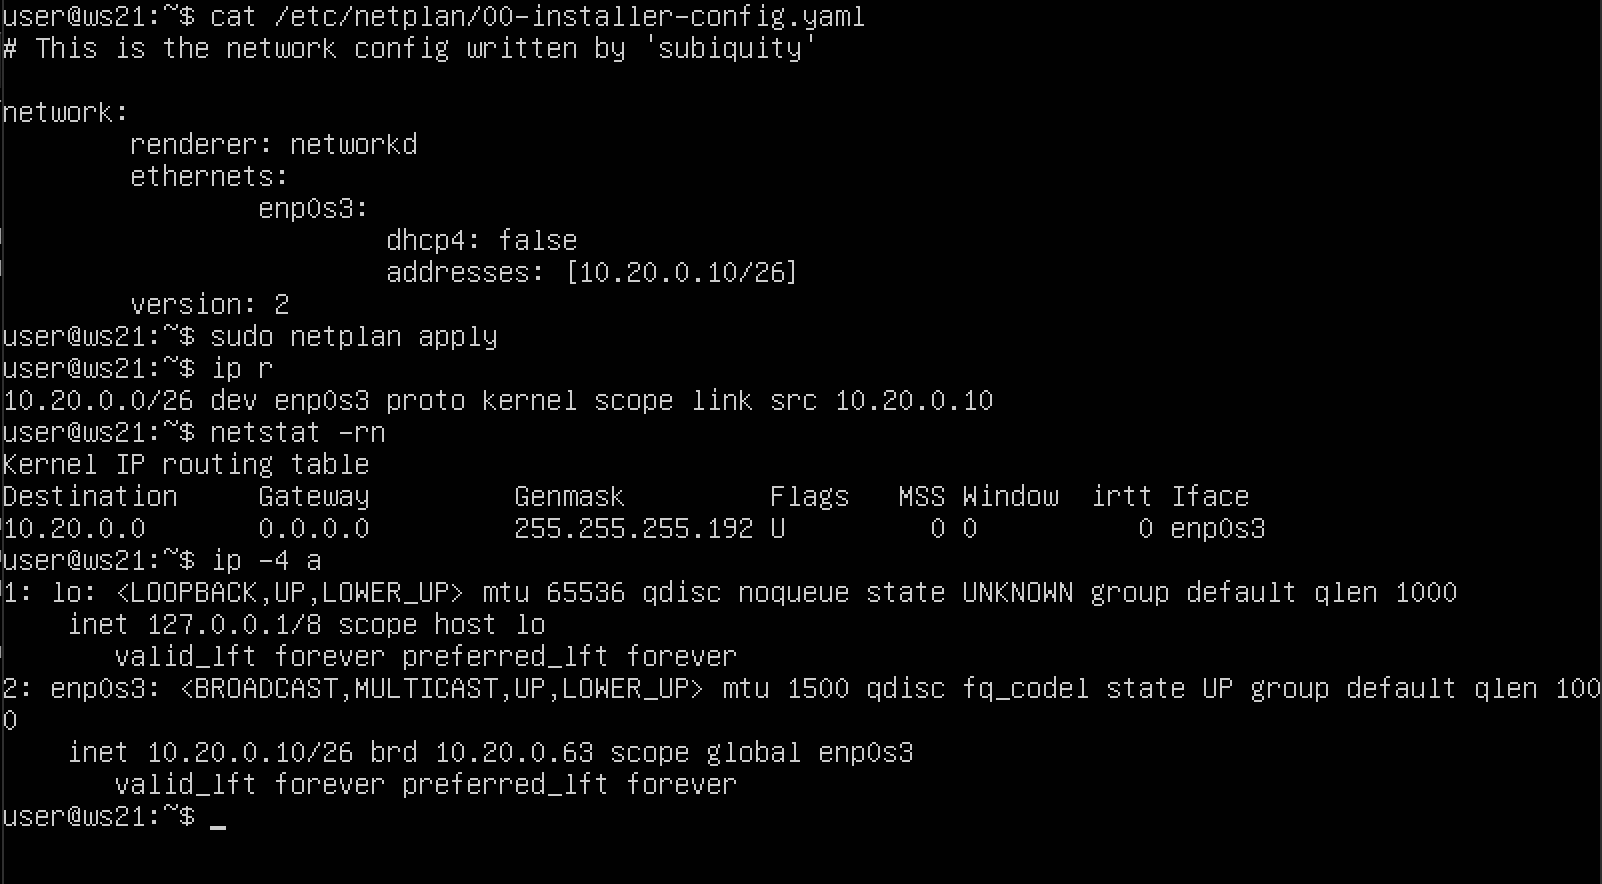 user@ws21:~$ cat /etc/netplan/00-installer-config.yaml
# This is the network config written by 'subiquity'

network:
        renderer: networkd
        ethernets:
                enp0s3:
                        dhcp4: false
                        addresses: [10.20.0.10/26]
        version: 2
user@ws21:~$ sudo netplan apply
user@ws21:~$ ip r
10.20.0.0/26 dev enp0s3 proto kernel scope link src 10.20.0.10
user@ws21:~$ netstat -rn
Kernel IP routing table
Destination     Gateway         Genmask         Flags   MSS Window  irtt Iface
10.20.0.0       0.0.0.0         255.255.255.192 U         0 0          0 enp0s3
user@ws21:~$ ip -4 a
1: lo: <LOOPBACK,UP,LOWER_UP> mtu 65536 qdisc noqueue state UNKNOWN group default qlen 1000
    inet 127.0.0.1/8 scope host lo
       valid_lft forever preferred_lft forever
2: enp0s3: <BROADCAST,MULTICAST,UP,LOWER_UP> mtu 1500 qdisc fq_codel state UP group default qlen 100
0
    inet 10.20.0.10/26 brd 10.20.0.63 scope global enp0s3
       valid_lft forever preferred_lft forever
user@ws21:~$ _